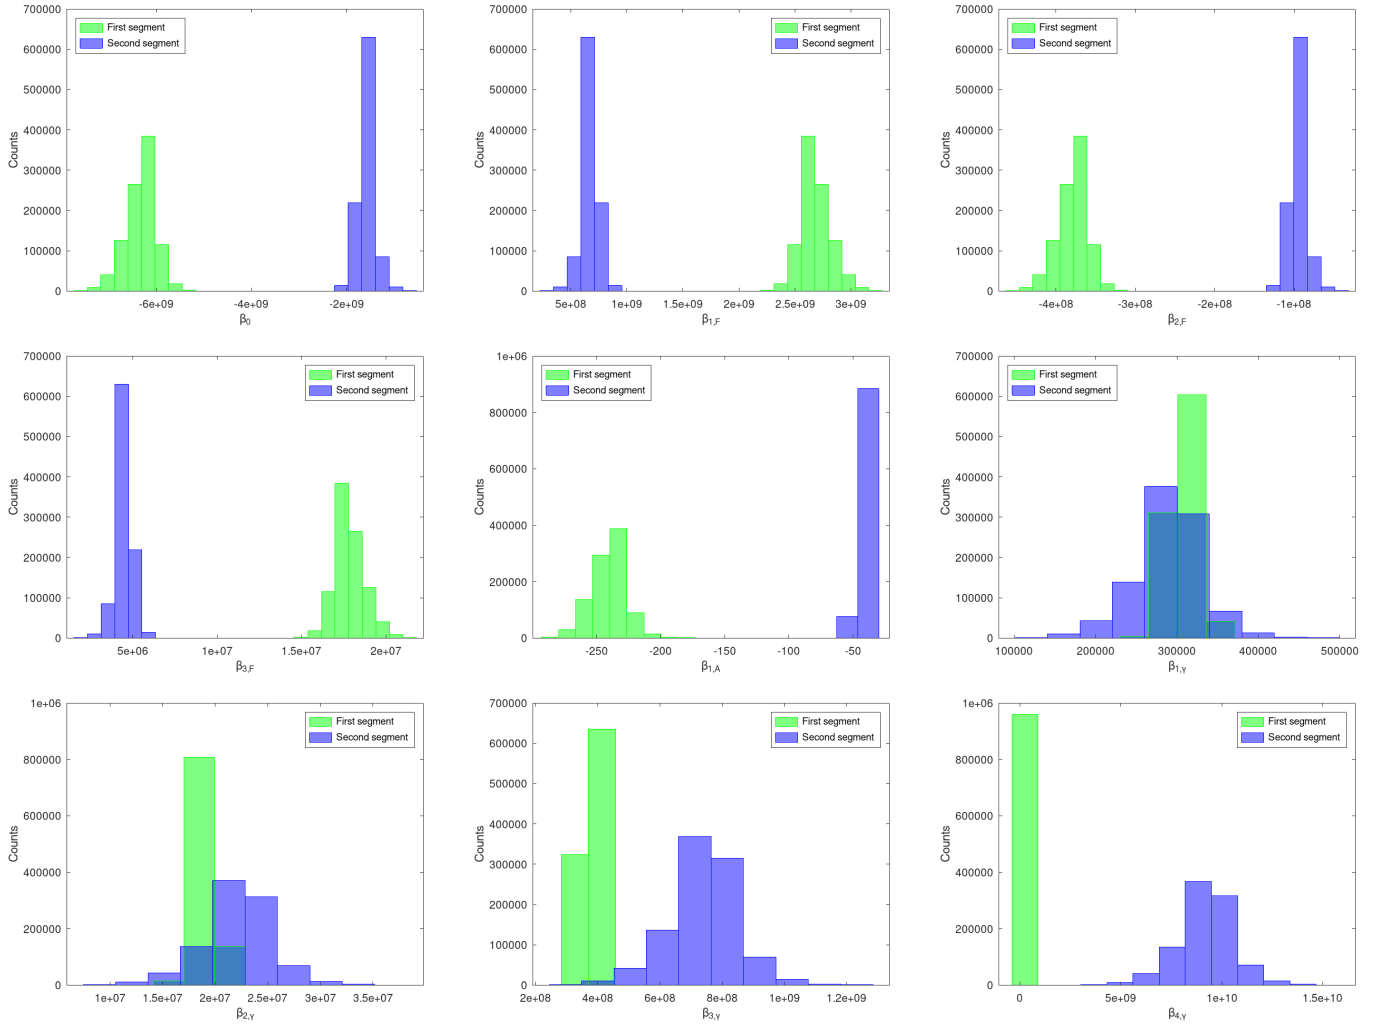 700000
600000
500000
400000
300000
200000
100000
0
Counts
First segment
Second segment
-6e+09 -4e+09 -2e+09
β0
700000
600000
500000
400000
300000
200000
100000
0
Counts
First segment
Second segment
5e+08 1e+09 1.5e+09 2e+09 2.5e+09 3e+09
β1,F
700000
600000
500000
400000
300000
200000
100000
0
Counts
First segment
Second segment
-4e+08 -3e+08 -2e+08 -1e+08
β2,F
700000
600000
500000
400000
300000
200000
100000
0
Counts
First segment
Second segment
5e+06 1e+07 1.5e+07 2e+07
β3,F
1e+06
800000
600000
400000
200000
0
Counts
First segment
Second segment
-250 -200 -150 -100 -50
β1,A
700000
600000
500000
400000
300000
200000
100000
0
Counts
First segment
Second segment
100000 200000 300000 400000 500000
β1,γ
1e+06
800000
600000
400000
200000
0
Counts
First segment
Second segment
1e+07 1.5e+07 2e+07 2.5e+07 3e+07 3.5e+07
β2,γ
700000
600000
500000
400000
300000
200000
100000
0
Counts
First segment
Second segment
2e+08 4e+08 6e+08 8e+08 1e+09 1.2e+09
β3,γ
1e+06
800000
600000
400000
200000
0
Counts
First segment
Second segment
0 5e+09 1e+10 1.5e+10
β4,γ